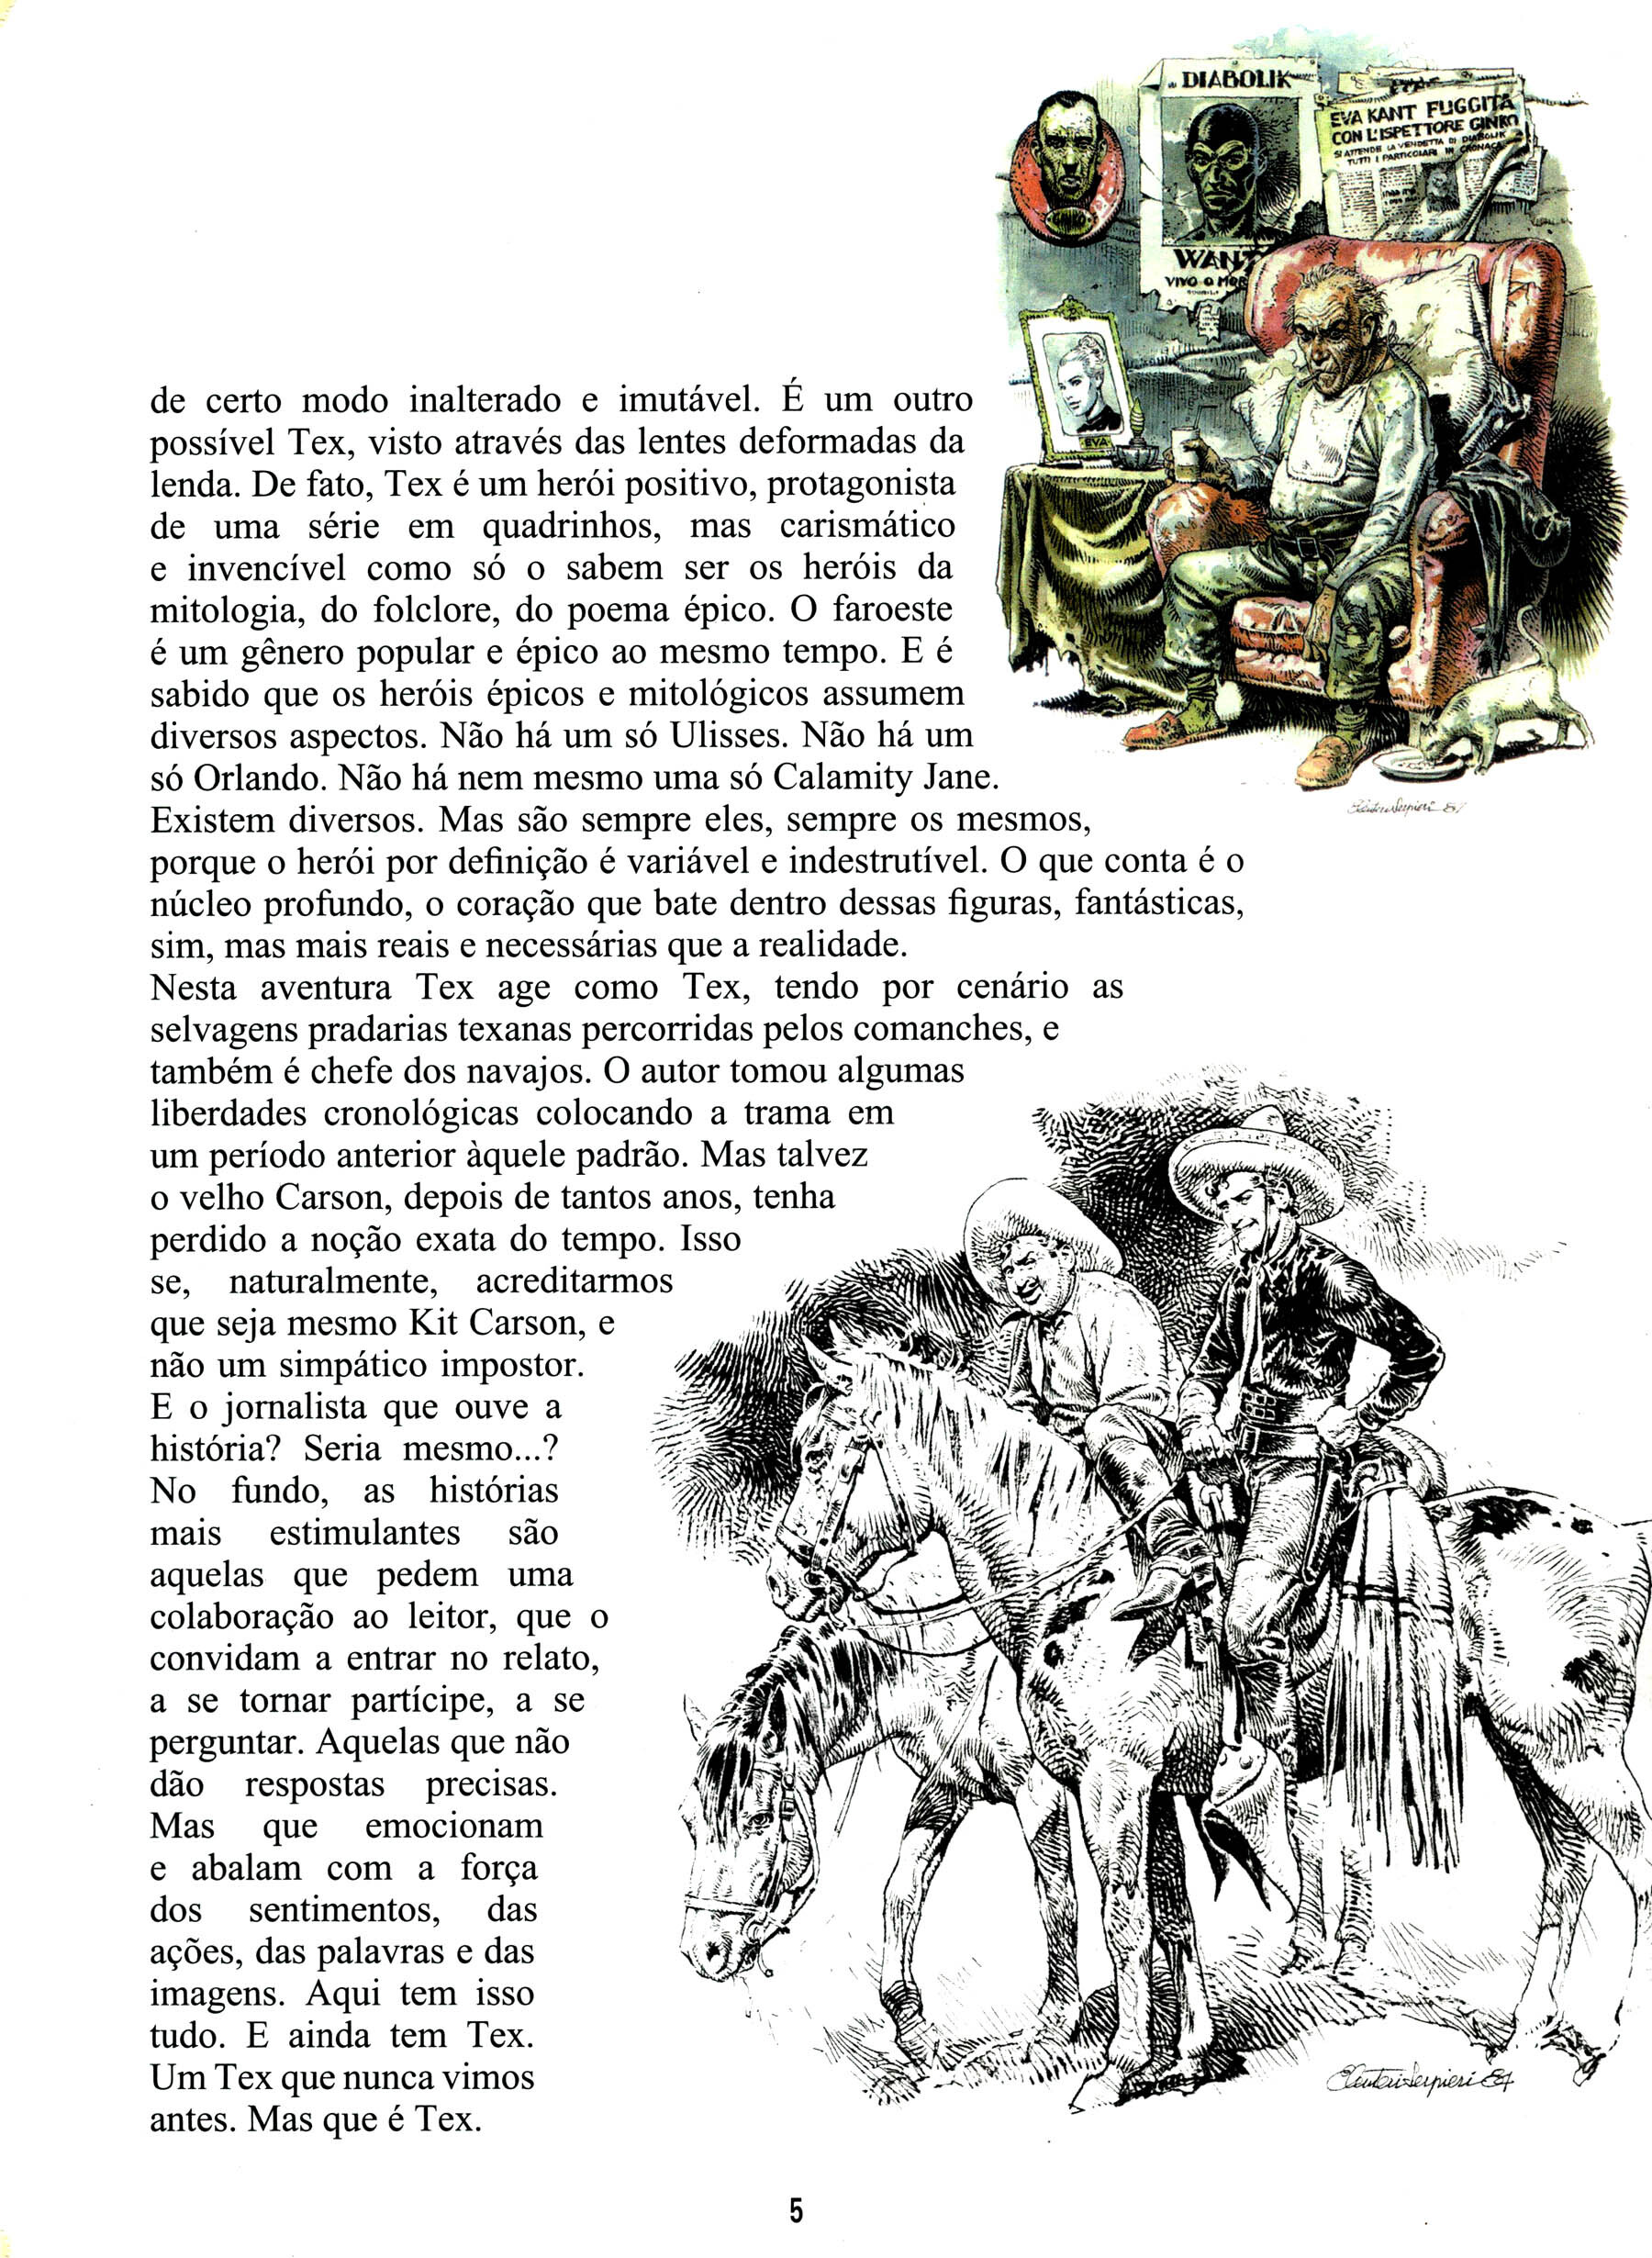 DIABOLIK
EVA KANT FUGGITA
CON L'ISPETTORE GINKO
SI ATTENDE LA VENDETTA DI DIABOLIK
TUTTI I PARTICOLARI IN CRONACA
WANT
VIVO O MOR
EVA
de certo modo inalterado e imutável. É um outro
possível Tex, visto através das lentes deformadas da
lenda. De fato, Tex é um herói positivo, protagonista
de uma série em quadrinhos, mas carismático
e invencível como só o sabem ser os heróis da
mitologia, do folclore, do poema épico. O faroeste
é um gênero popular e épico ao mesmo tempo. E é
sabido que os heróis épicos e mitológicos assumem
diversos aspectos. Não há um só Ulisses. Não há um
só Orlando. Não há nem mesmo uma só Calamity Jane.
Existem diversos. Mas são sempre eles, sempre os mesmos,
porque o herói por definição é variável e indestrutível. O que conta é o
núcleo profundo, o coração que bate dentro dessas figuras, fantásticas,
sim, mas mais reais e necessárias que a realidade.
Nesta aventura Tex age como Tex, tendo por cenário as
selvagens pradarias texanas percorridas pelos comanches, e
também é chefe dos navajos. O autor tomou algumas
liberdades cronológicas colocando a trama em
um período anterior àquele padrão. Mas talvez
o velho Carson, depois de tantos anos, tenha
perdido a noção exata do tempo. Isso
se, naturalmente, acreditarmos
que seja mesmo Kit Carson, e
não um simpático impostor.
E o jornalista que ouve a
história? Seria mesmo...?
No fundo, as histórias
mais estimulantes são
aquelas que pedem uma
colaboração ao leitor, que o
convidam a entrar no relato,
a se tornar partícipe, a se
perguntar. Aquelas que não
dão respostas precisas.
Mas que emocionam
e abalam com a força
dos sentimentos, das
ações, das palavras e das
imagens. Aqui tem isso
tudo. E ainda tem Tex.
Um Tex que nunca vimos
antes. Mas que é Tex.
5